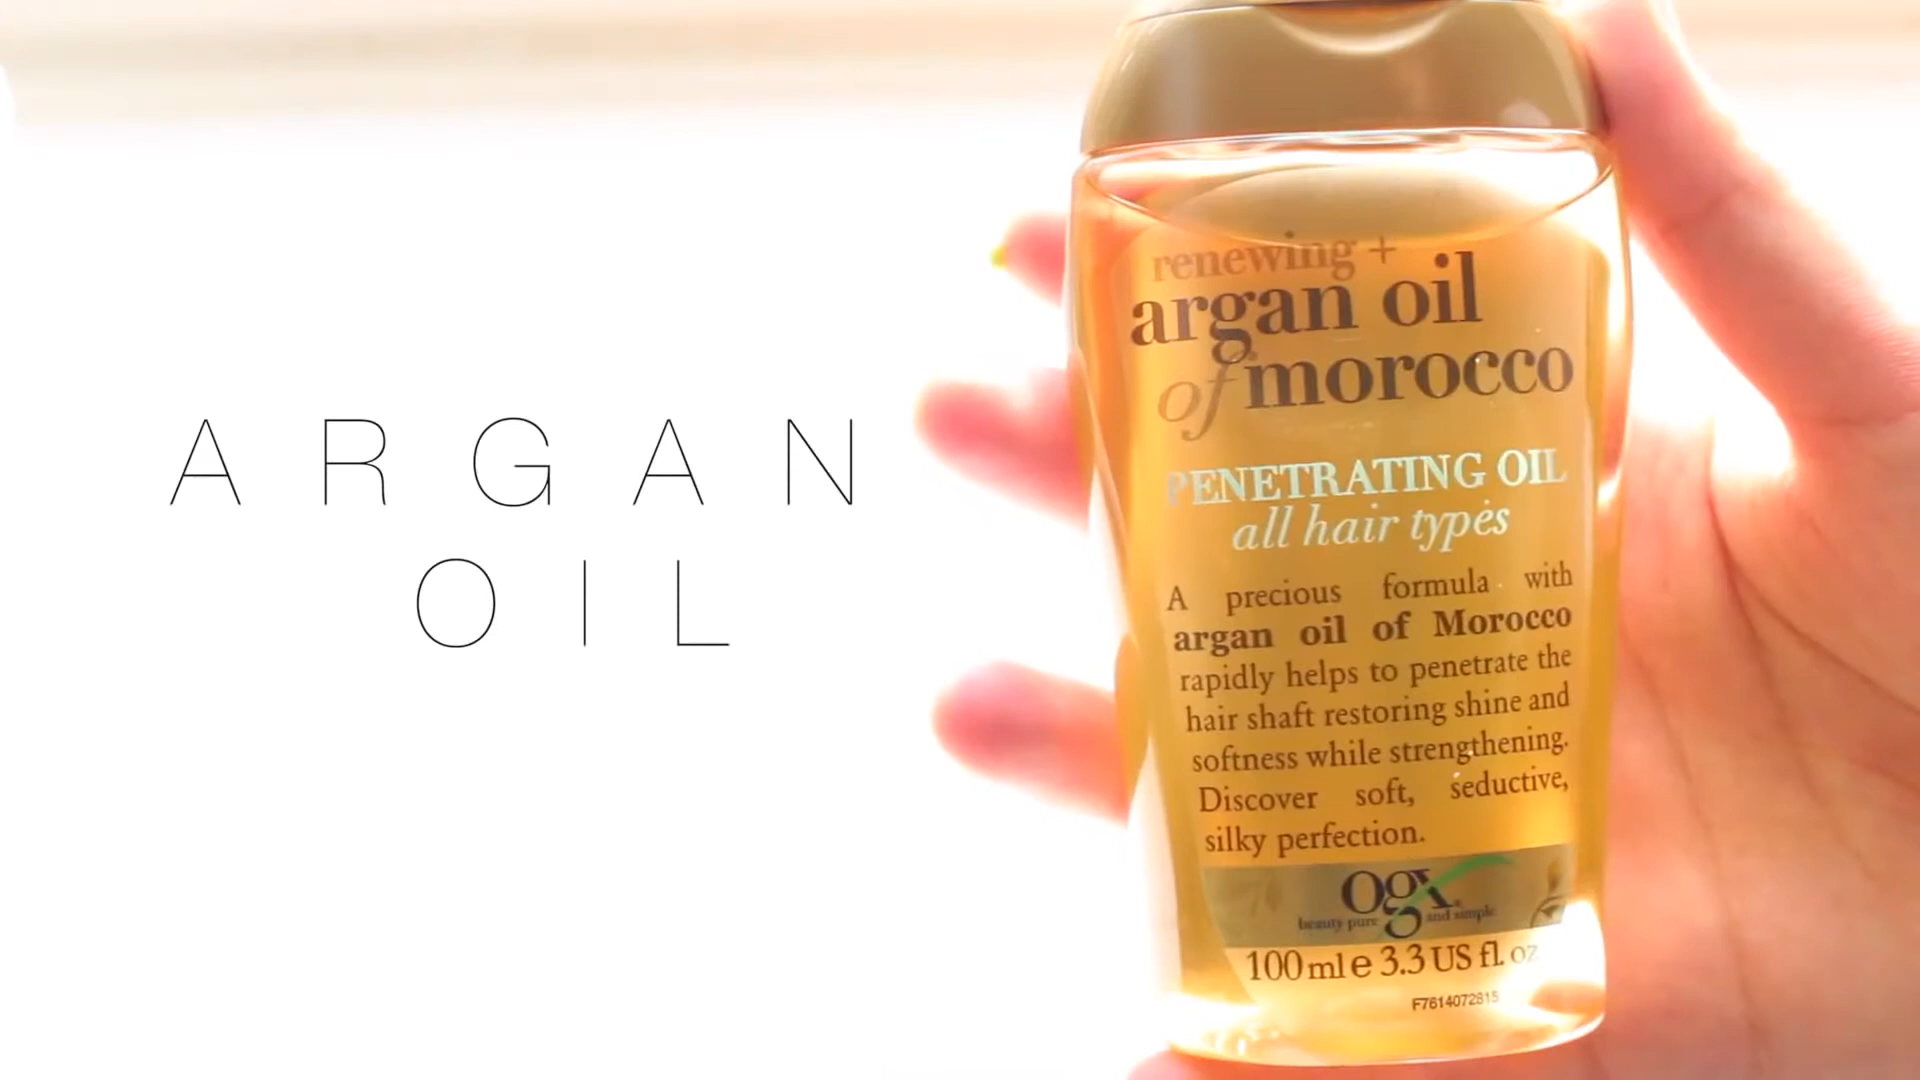 ARGAN
OIL
renewing +
argan oil
of morocco
PENETRATING OIL
all hair types
A precious formula with
argan oil of Morocco
rapidly helps to penetrate the
hair shaft restoring shine and
softness while strengthening.
Discover soft, seductive,
silky perfection.
ogx
beauty pure and simple
100 ml e 3.3 US fl. oz
F7614072815